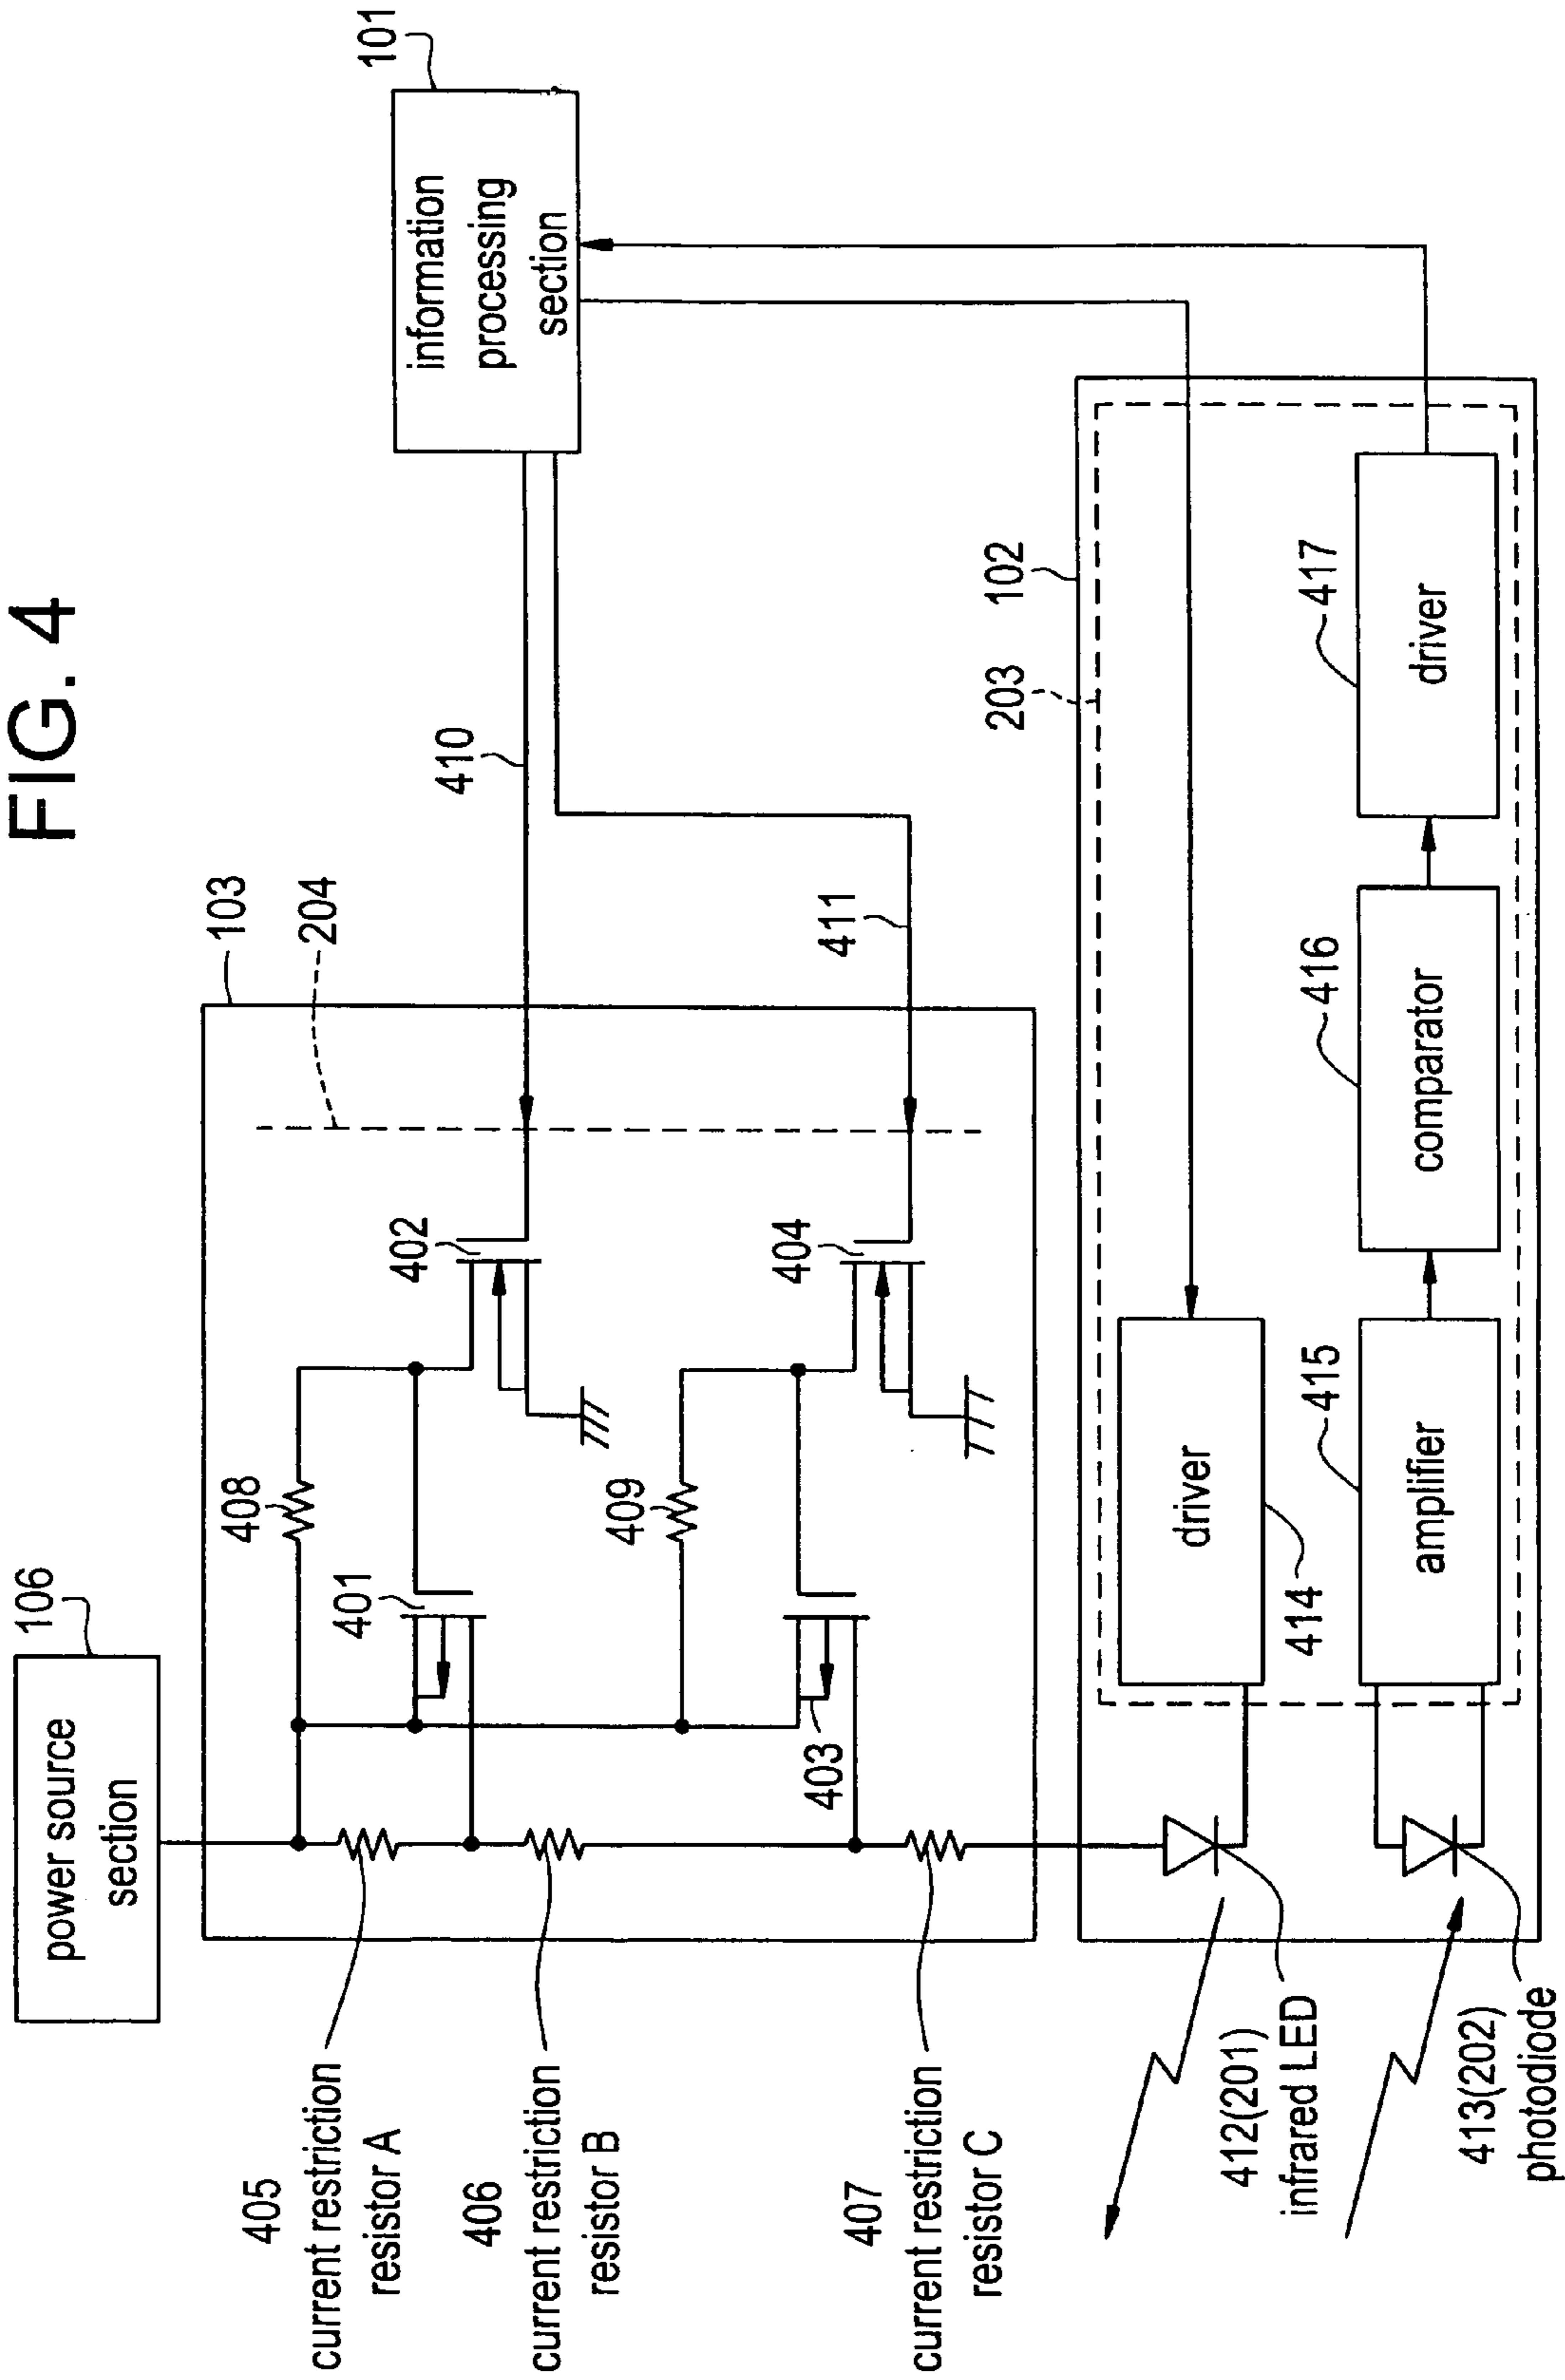 FIG. 4
106
power source
section
101
information
processing
section
103
204
410
411
408
401
402
409
403
404
405
current restriction
resistor A
406
current restriction
resistor B
407
current restriction
resistor C
102
203
driver
414
amplifier
415
comparator
416
driver
417
412(201)
infrared LED
413(202)
photodiode